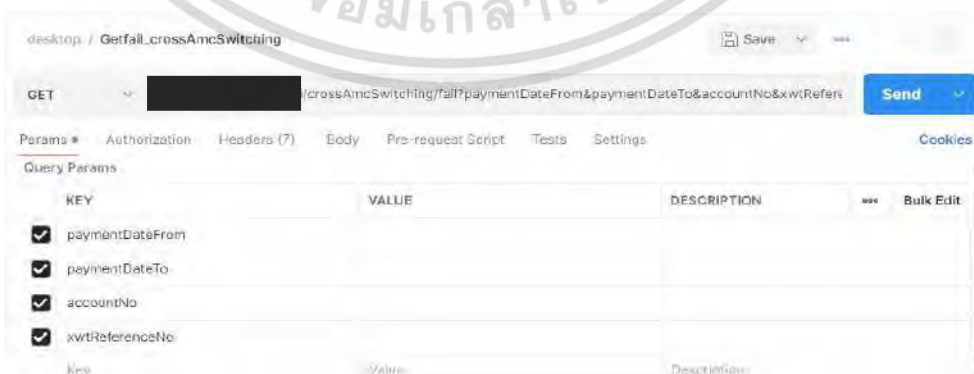 desktop / Getfail_crossAmcSwitching Save
GET /crossAmcSwitching/fail?paymentDateFrom&paymentDateTo&accountNo&xwtRefere Send
Params Authorization Headers (7) Body Pre-request Script Tests Settings Cookies
Query Params
KEY VALUE DESCRIPTION Bulk Edit
paymentDateFrom
paymentDateTo
accountNo
xwtReferenceNo
Key Value Description